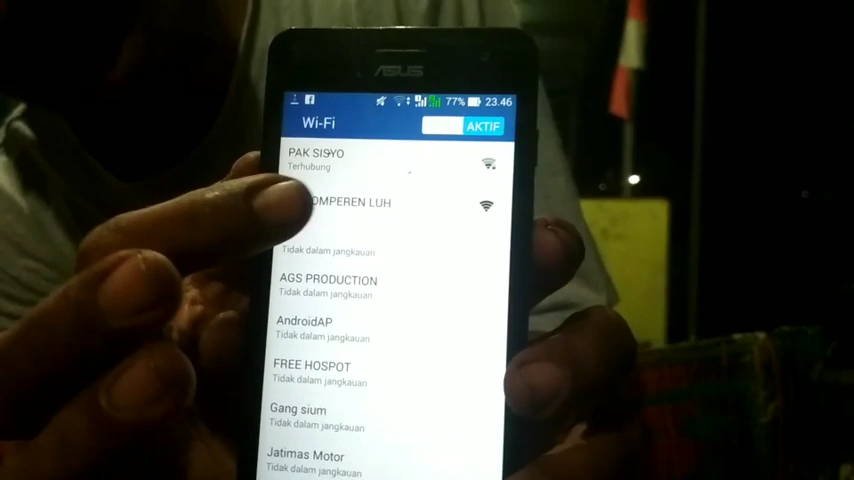 ASUS
77% 23.46
Wi-Fi
AKTIF
PAK SISYO
Terhubung
OMPEREN LUH
Tidak dalam jangkauan
AGS PRODUCTION
Tidak dalam jangkauan
AndroidAP
Tidak dalam jangkauan
FREE HOSPOT
Tidak dalam jangkauan
Gang sium
Tidak dalam jangkauan
Jatimas Motor
Tidak dalam jangkauan